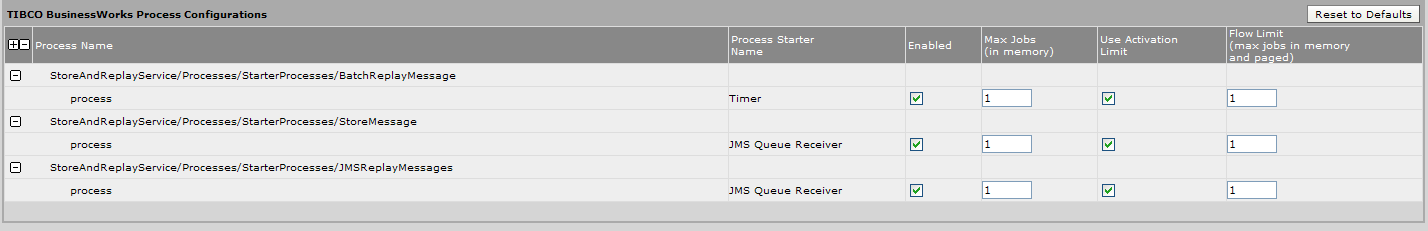 TIBCO BusinessWorks Process Configurations
Reset to Defaults
Process Name
Process Starter
Name
Enabled
Max Jobs
(in memory)
Use Activation
Limit
Flow Limit
(max jobs in memory
and paged)
StoreAndReplayService/Processes/StarterProcesses/BatchReplayMessage
process Timer 1 1
StoreAndReplayService/Processes/StarterProcesses/StoreMessage
process JMS Queue Receiver 1 1
StoreAndReplayService/Processes/StarterProcesses/JMSReplayMessages
process JMS Queue Receiver 1 1